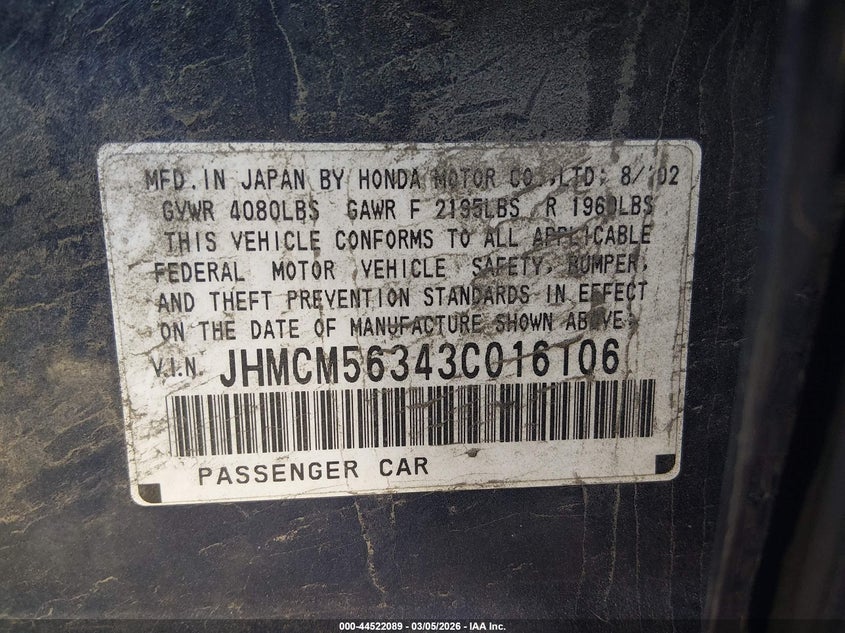 MFD. IN JAPAN BY HONDA MOTOR CO.,LTD. 8/'02
GVWR 4080LBS GAWR F 2195LBS R 1960LBS
THIS VEHICLE CONFORMS TO ALL APPLICABLE
FEDERAL MOTOR VEHICLE SAFETY, BUMPER,
AND THEFT PREVENTION STANDARDS IN EFFECT
ON THE DATE OF MANUFACTURE SHOWN ABOVE.
V.I.N. JHMCM56343C016106
PASSENGER CAR
000-44522089 | 03/05/2026 - IAA Inc.